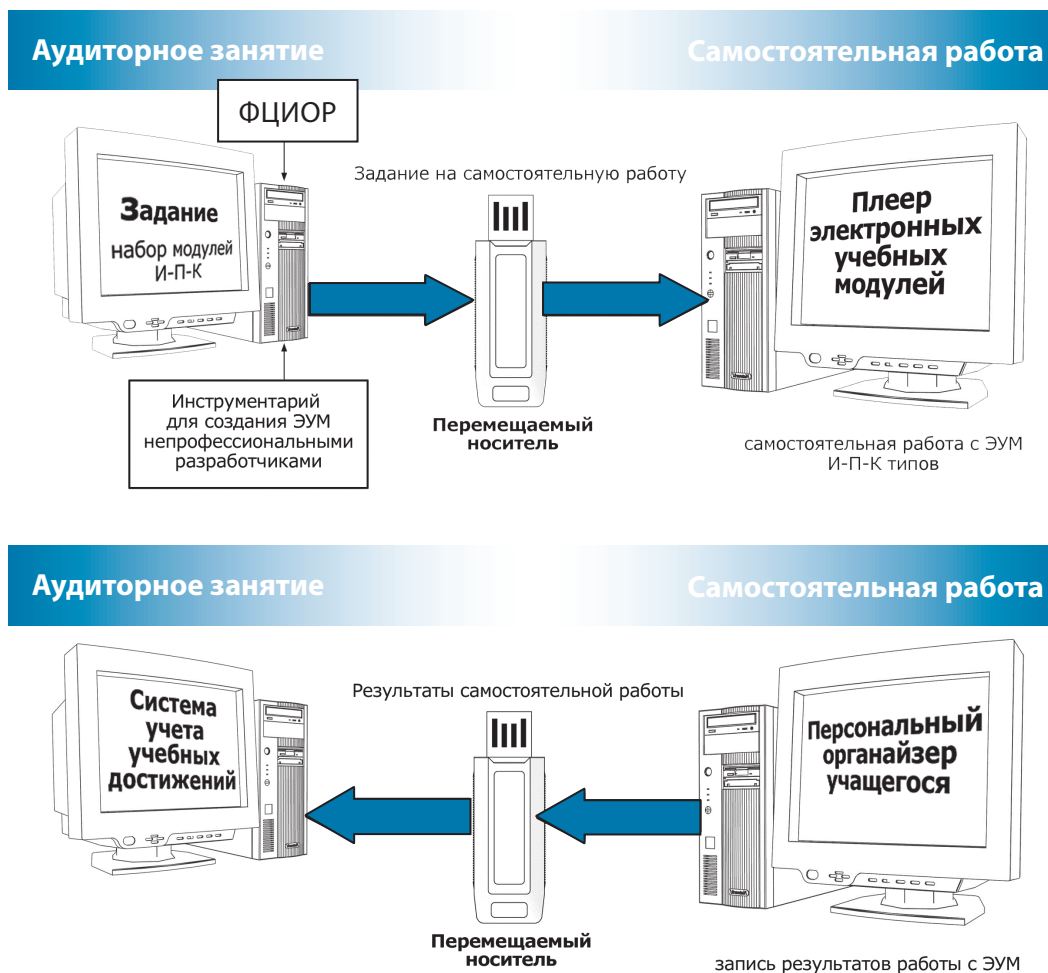 Аудиторное занятие
Самостоятельная работа
ФЦИОР
Задание на самостоятельную работу
Задание
набор модулей
И-П-К
Плеер
электронных
учебных
модулей
Инструментарий
для создания ЭУМ
непрофессиональными
разработчиками
Перемещаемый
носитель
самостоятельная работа с ЭУМ
И-П-К типов
Аудиторное занятие
Самостоятельная работа
Результаты самостоятельной работы
Система
учета
учебных
достижений
Персональный
органайзер
учащегося
Перемещаемый
носитель
запись результатов работы с ЭУМ